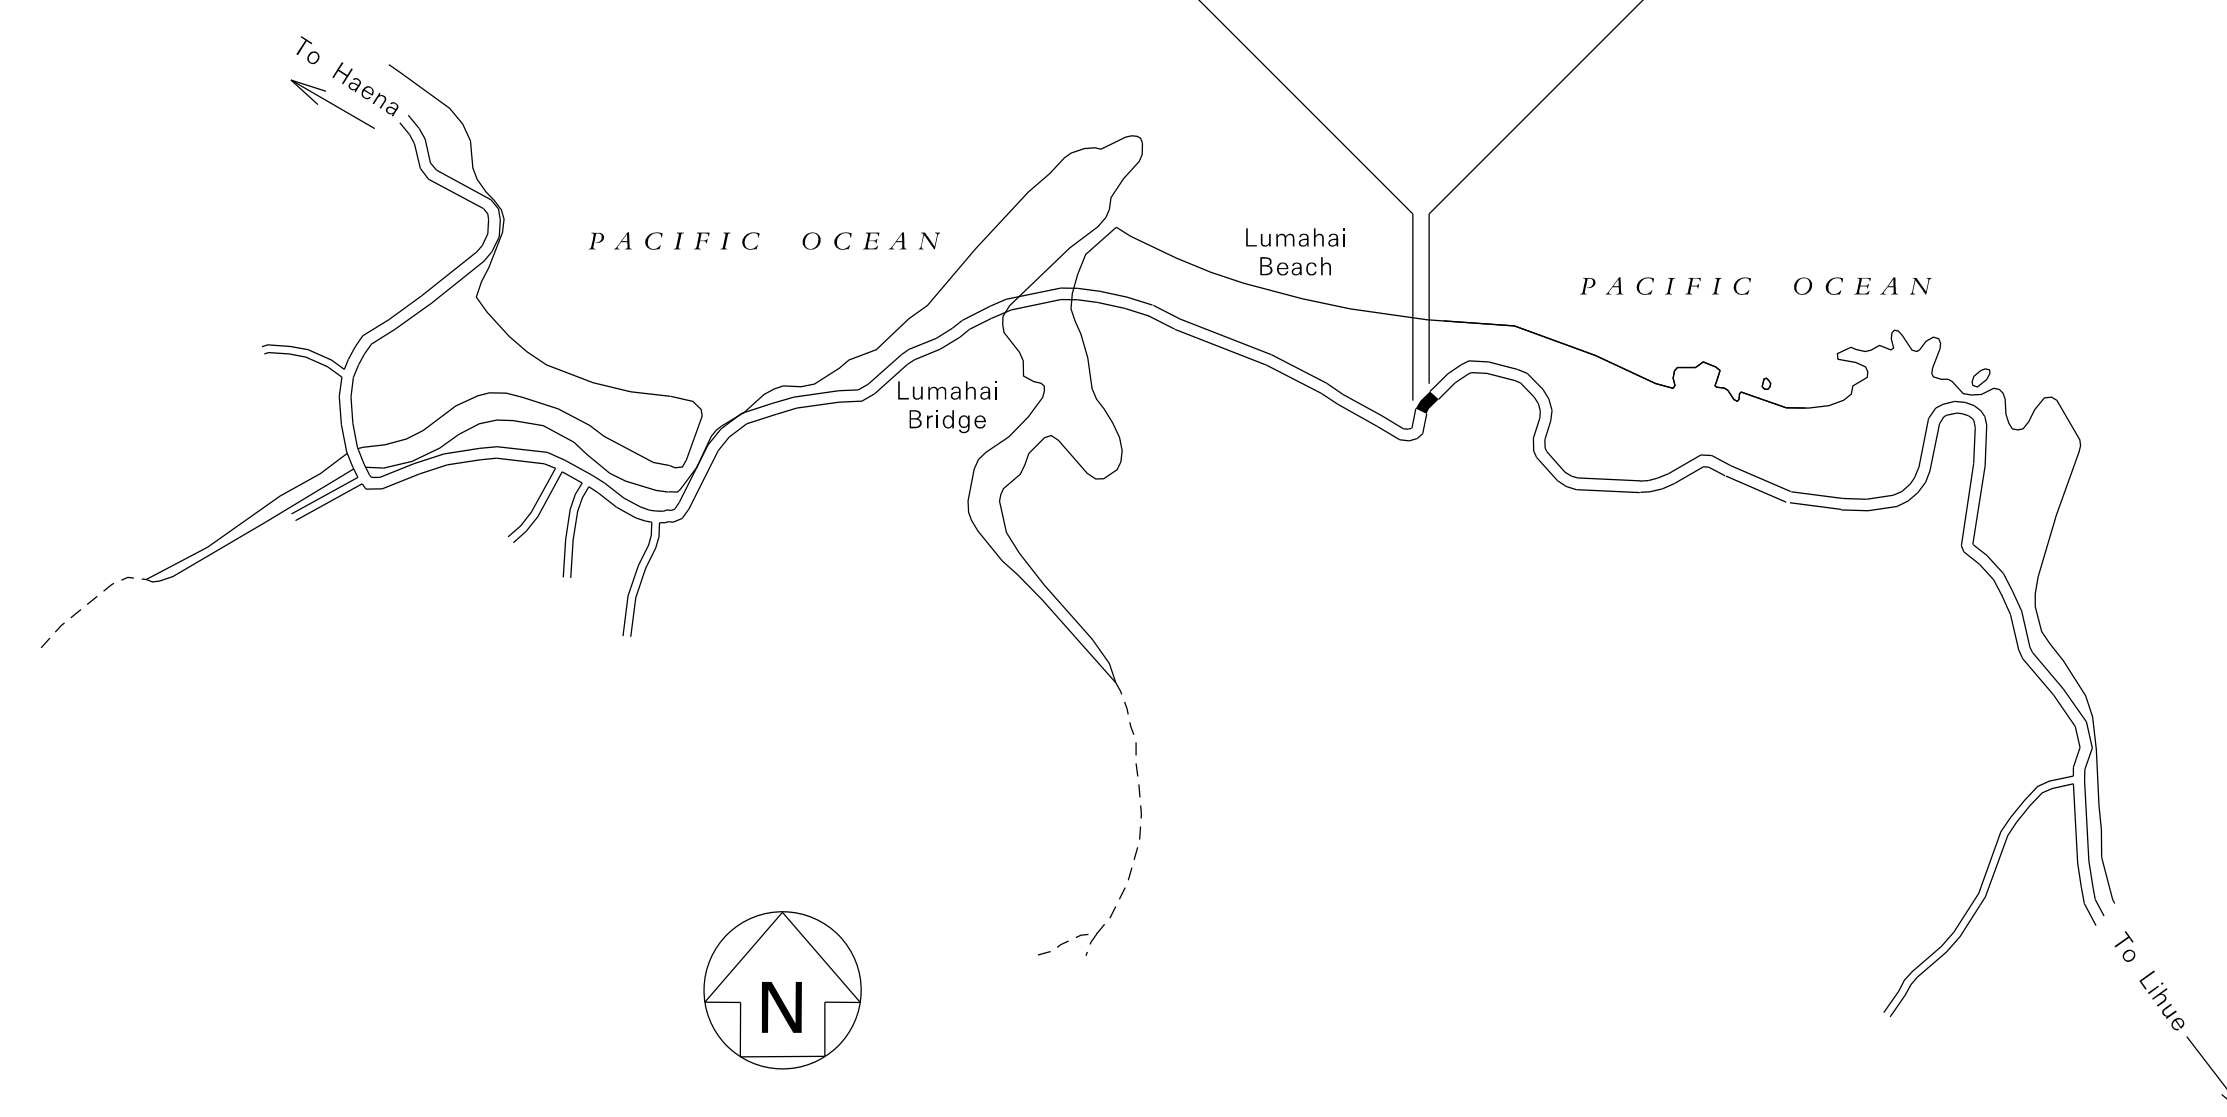 To Haena
PACIFIC OCEAN
Lumahai
Beach
PACIFIC OCEAN
Lumahai
Bridge
N
To Lihue